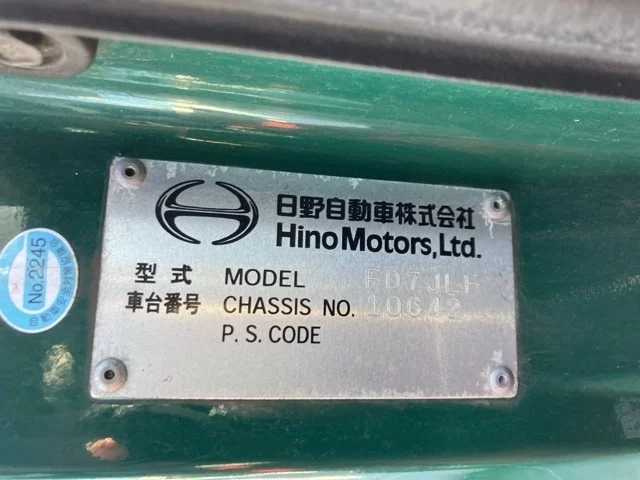 日野自動車株式会社
Hino Motors, Ltd.
型式 MODEL FD7JLF
車台番号 CHASSIS NO. 10642
P. S. CODE
No.2245